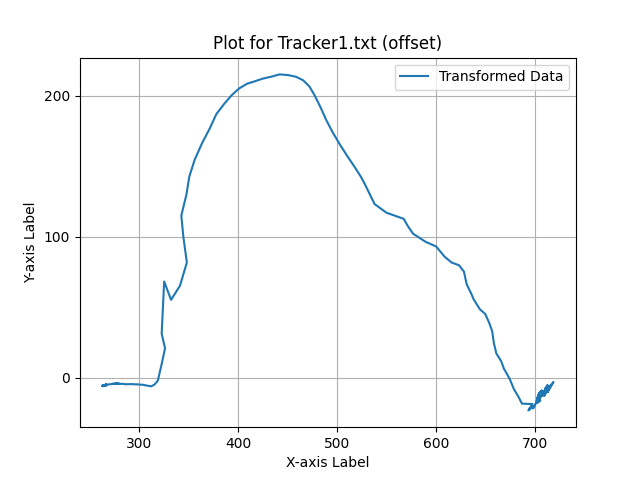 Plot for Tracker1.txt (offset)
Transformed Data
200
100
0
Y-axis Label
300 400 500 600 700
X-axis Label